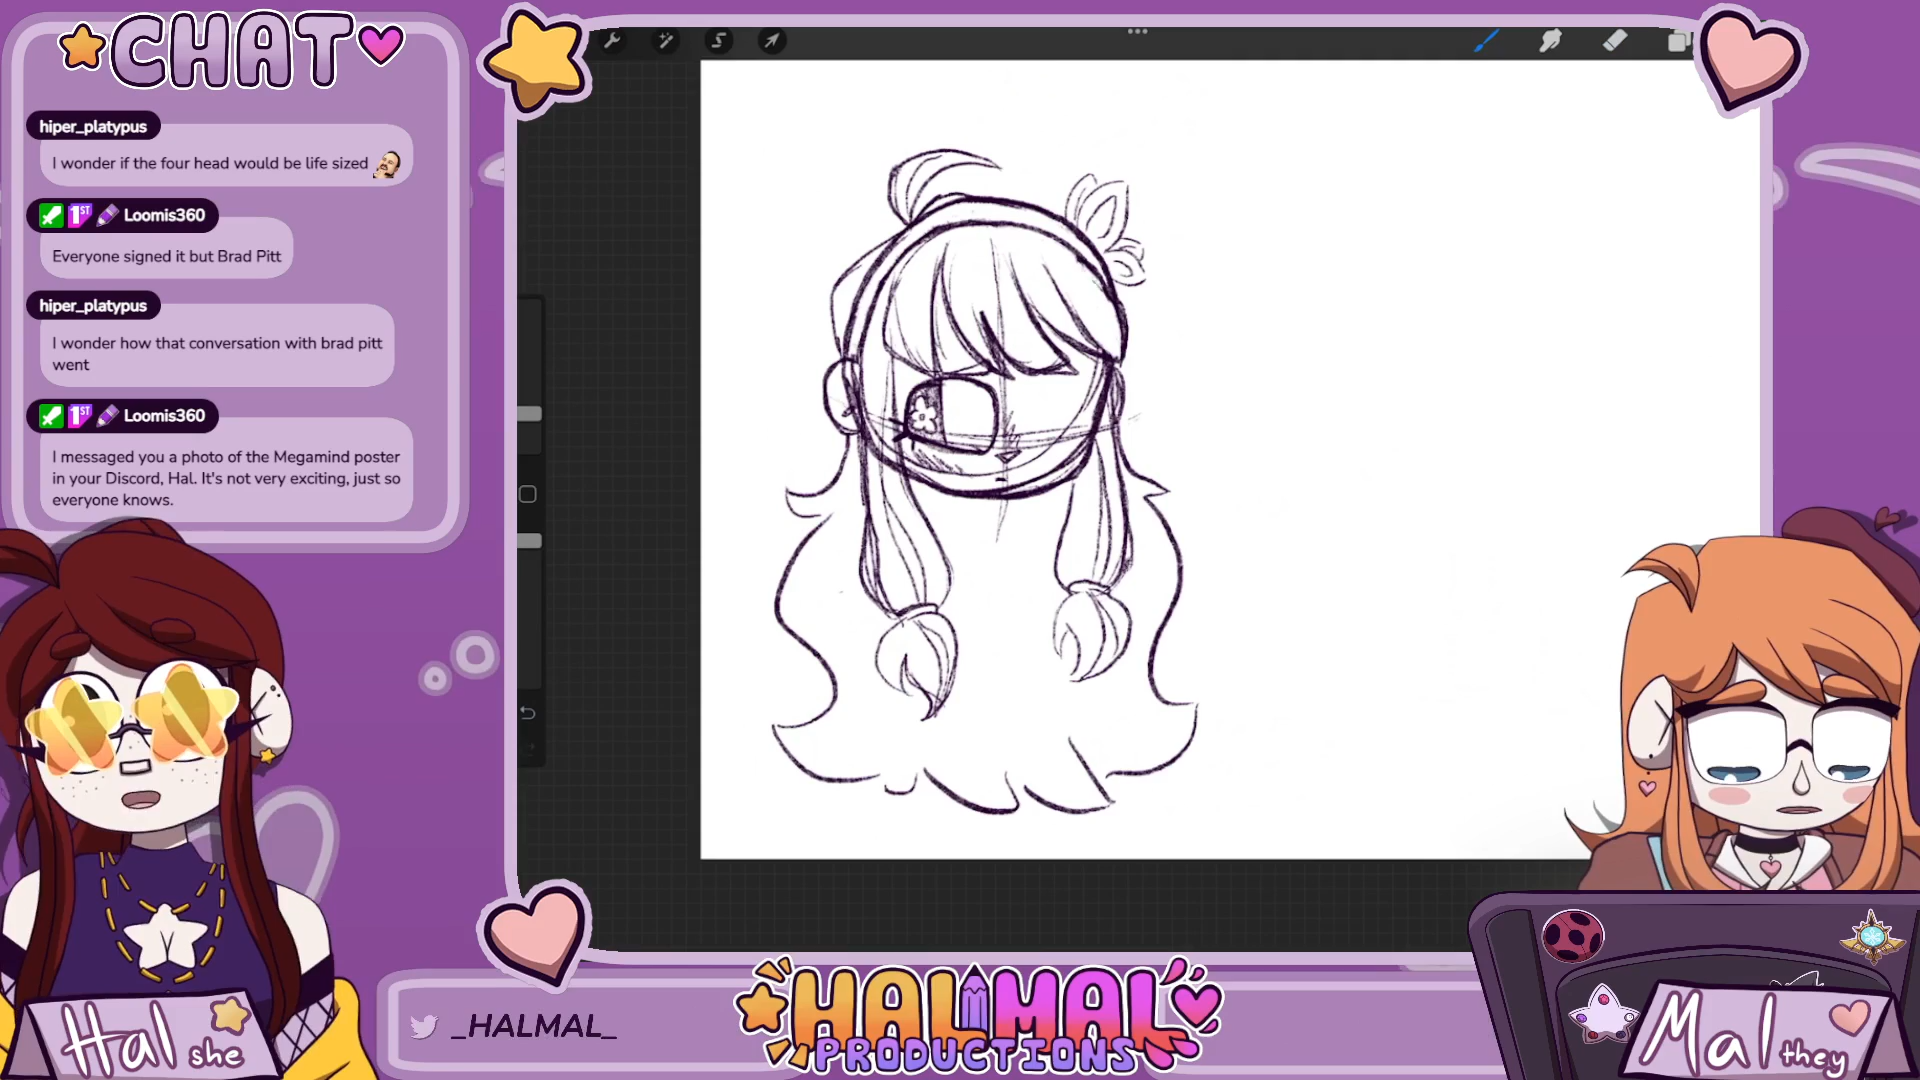 CHAT
hiper_platypus
I wonder if the four head would be life sized
1ST Loomis360
Everyone signed it but Brad Pitt
hiper_platypus
I wonder how that conversation with brad pitt
went
1ST Loomis360
I messaged you a photo of the Megamind poster
in your Discord, Hal. It's not very exciting, just so
everyone knows.
Hal she
_HALMAL_
HALMAL
PRODUCTIONS
Mal they